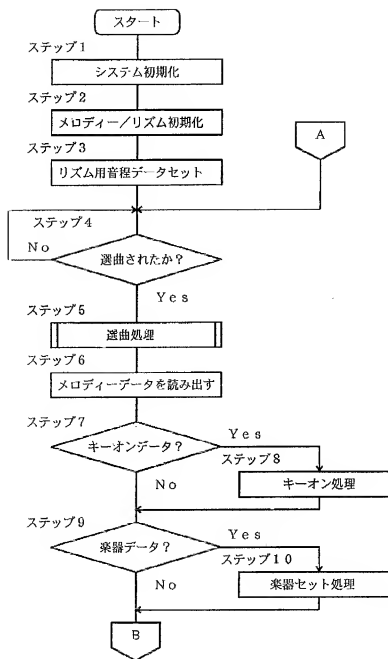 スタート
ステップ1
システム初期化
ステップ2
メロディー/リズム初期化
A
ステップ3
リズム用音程データセット
ステップ4
No
選曲されたか?
Yes
ステップ5
選曲処理
ステップ6
メロディーデータを読み出す
ステップ7
キーオンデータ?
Yes
ステップ8
キーオン処理
No
ステップ9
楽器データ?
Yes
ステップ10
楽器セット処理
No
B